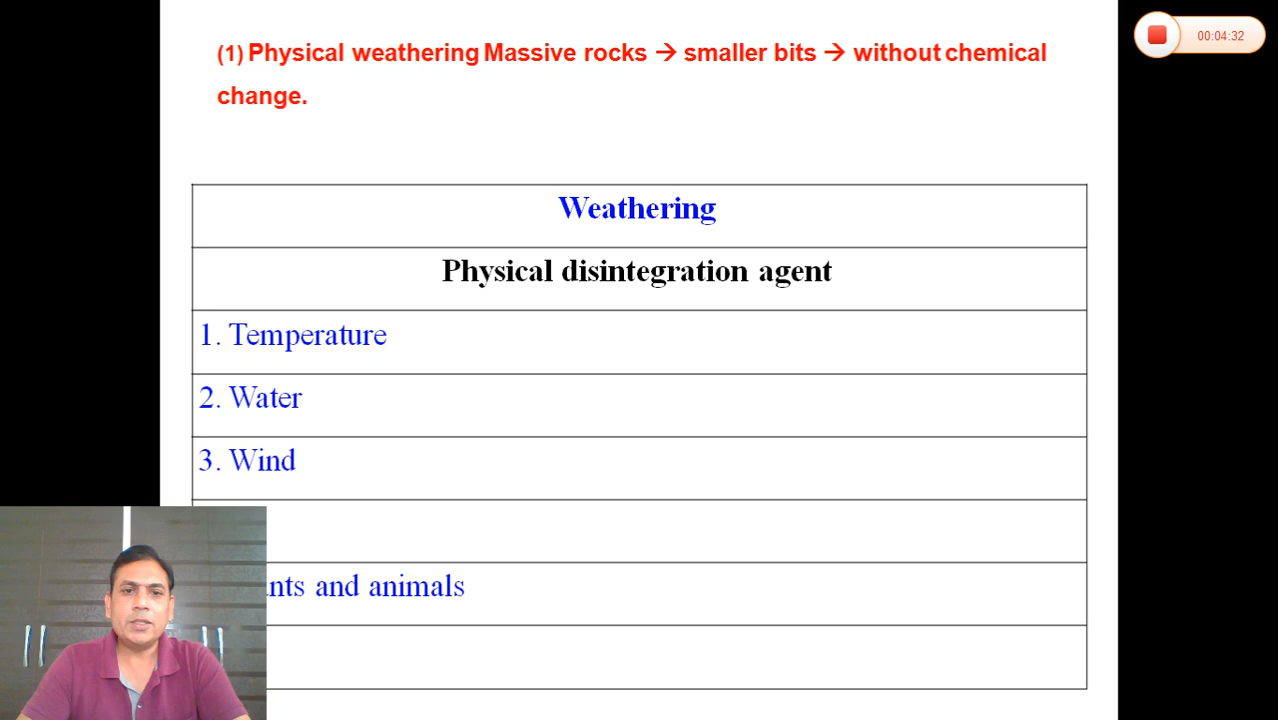 (1) Physical weathering Massive rocks → smaller bits → without chemical
change.
00:04:32
Weathering
Physical disintegration agent
1. Temperature
2. Water
3. Wind
and animals